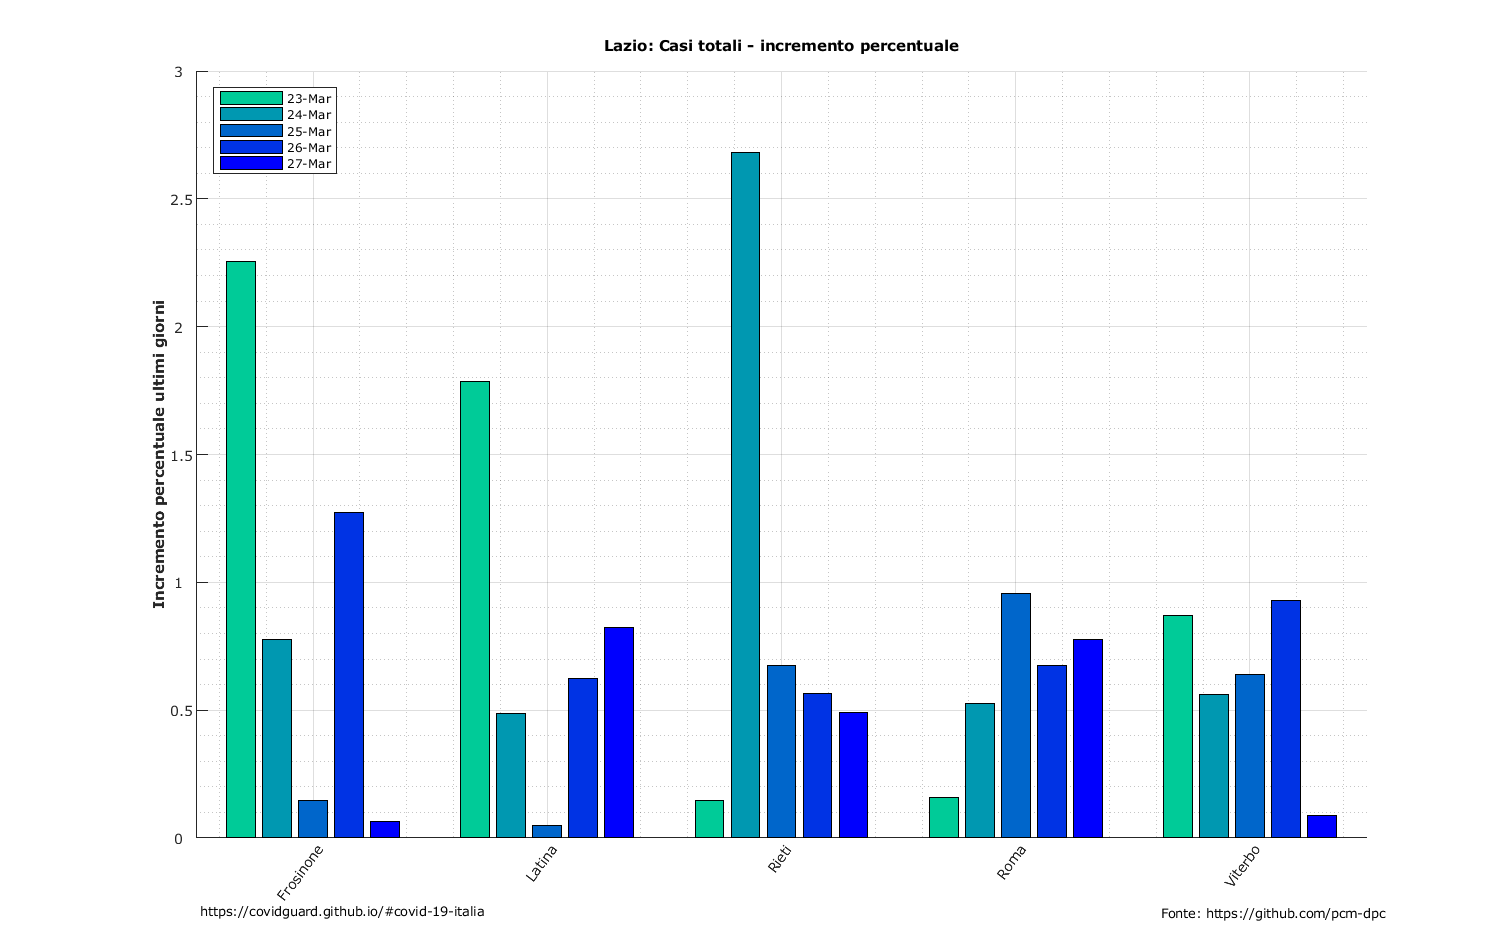 Lazio: Casi totali - incremento percentuale
3
2.5
2
1.5
1
0.5
0
Incremento percentuale ultimi giorni
23-Mar
24-Mar
25-Mar
26-Mar
27-Mar
Frosinone
Latina
Rieti
Roma
Viterbo
https://covidguard.github.io/#covid-19-italia
Fonte: https://github.com/pcm-dpc